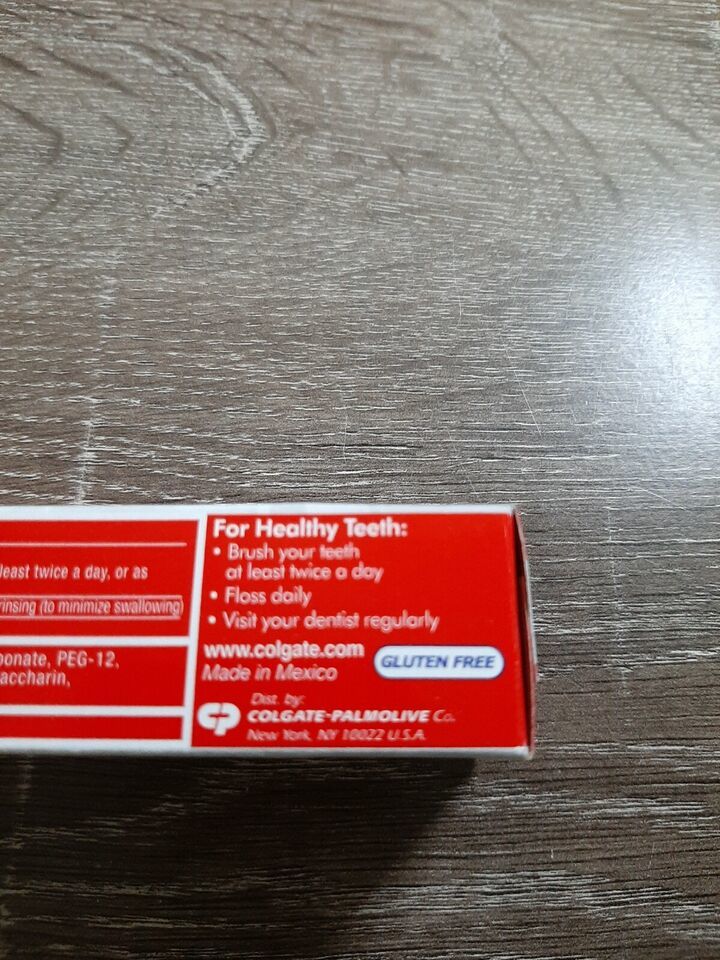 least twice a day, or as
rinsing (to minimize swallowing)
bonate, PEG-12,
accharin,
For Healthy Teeth:
• Brush your teeth
at least twice a day
• Floss daily
• Visit your dentist regularly
www.colgate.com
Made in Mexico
GLUTEN FREE
Dist. by:
COLGATE-PALMOLIVE Co.
New York, NY 10022 U.S.A.